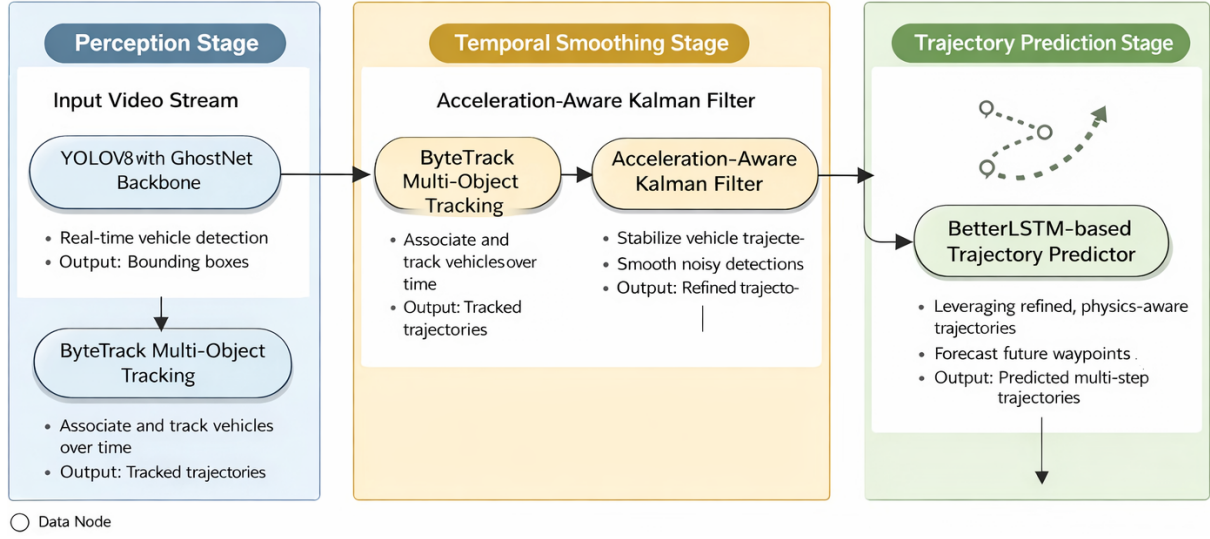 Perception Stage
Input Video Stream
YOLOV8 with GhostNet
Backbone
• Real-time vehicle detection
• Output: Bounding boxes
ByteTrack Multi-Object
Tracking
• Associate and track vehicles
over time
• Output: Tracked trajectories
Temporal Smoothing Stage
Acceleration-Aware Kalman Filter
ByteTrack
Multi-Object
Tracking
• Associate and
track vehicles over
time
• Output: Tracked
trajectories
Acceleration-Aware
Kalman Filter
• Stabilize vehicle trajecte-
• Smooth noisy detections
• Output: Refined trajecto-
Trajectory Prediction Stage
BetterLSTM-based
Trajectory Predictor
• Leveraging refined, physics-aware
trajectories
• Forecast future waypoints .
• Output: Predicted multi-step
trajectories
Data Node